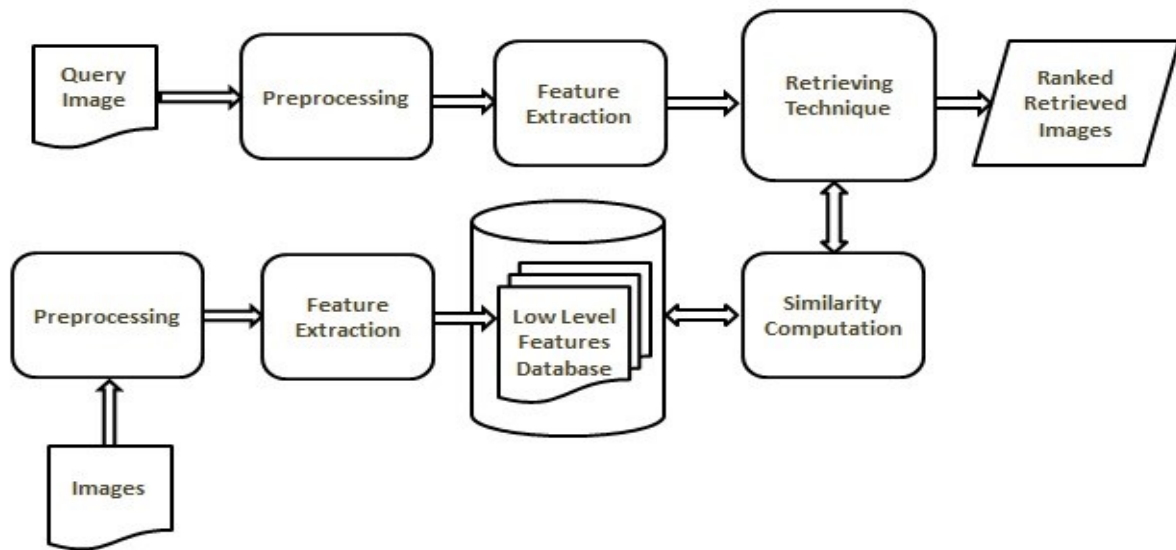 Query
Image
Preprocessing
Feature
Extraction
Retrieving
Technique
Ranked
Retrieved
Images
Preprocessing
Feature
Extraction
Low Level
Features
Database
Similarity
Computation
Images